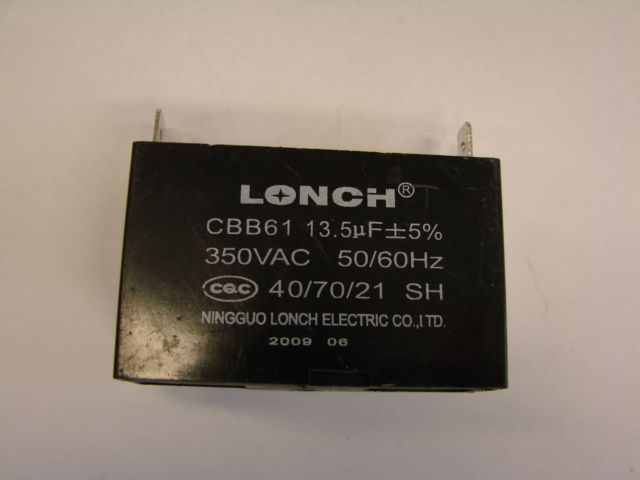 LONCH®
CBB61 13.5µF±5%
350VAC 50/60Hz
CQC 40/70/21 SH
NINGGUO LONCH ELECTRIC CO.,LTD.
2009 06